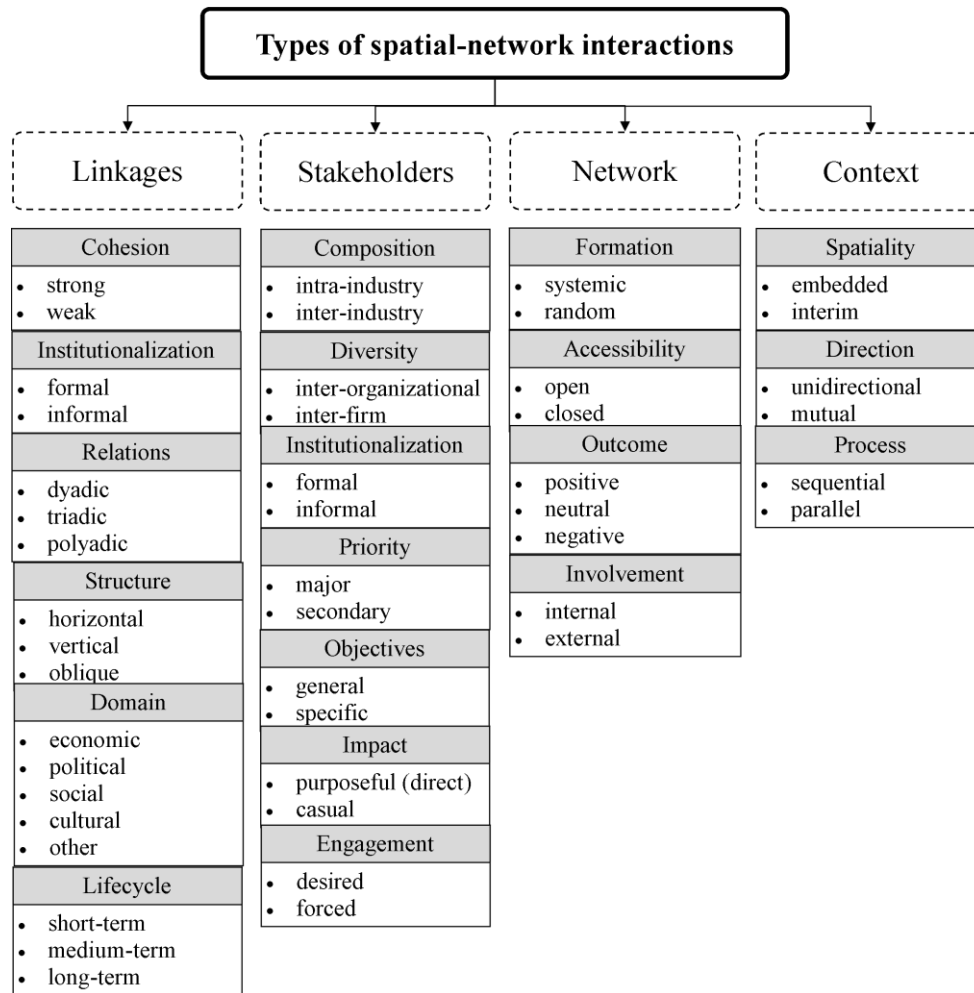 Types of spatial-network interactions
Linkages
Cohesion
• strong
• weak
Institutionalization
• formal
• informal
Relations
• dyadic
• triadic
• polyadic
Structure
• horizontal
• vertical
• oblique
Domain
• economic
• political
• social
• cultural
• other
Lifecycle
• short-term
• medium-term
• long-term
Stakeholders
Composition
• intra-industry
• inter-industry
Diversity
• inter-organizational
• inter-firm
Institutionalization
• formal
• informal
Priority
• major
• secondary
Objectives
• general
• specific
Impact
• purposeful (direct)
• casual
Engagement
• desired
• forced
Network
Formation
• systemic
• random
Accessibility
• open
• closed
Outcome
• positive
• neutral
• negative
Involvement
• internal
• external
Context
Spatiality
• embedded
• interim
Direction
• unidirectional
• mutual
Process
• sequential
• parallel